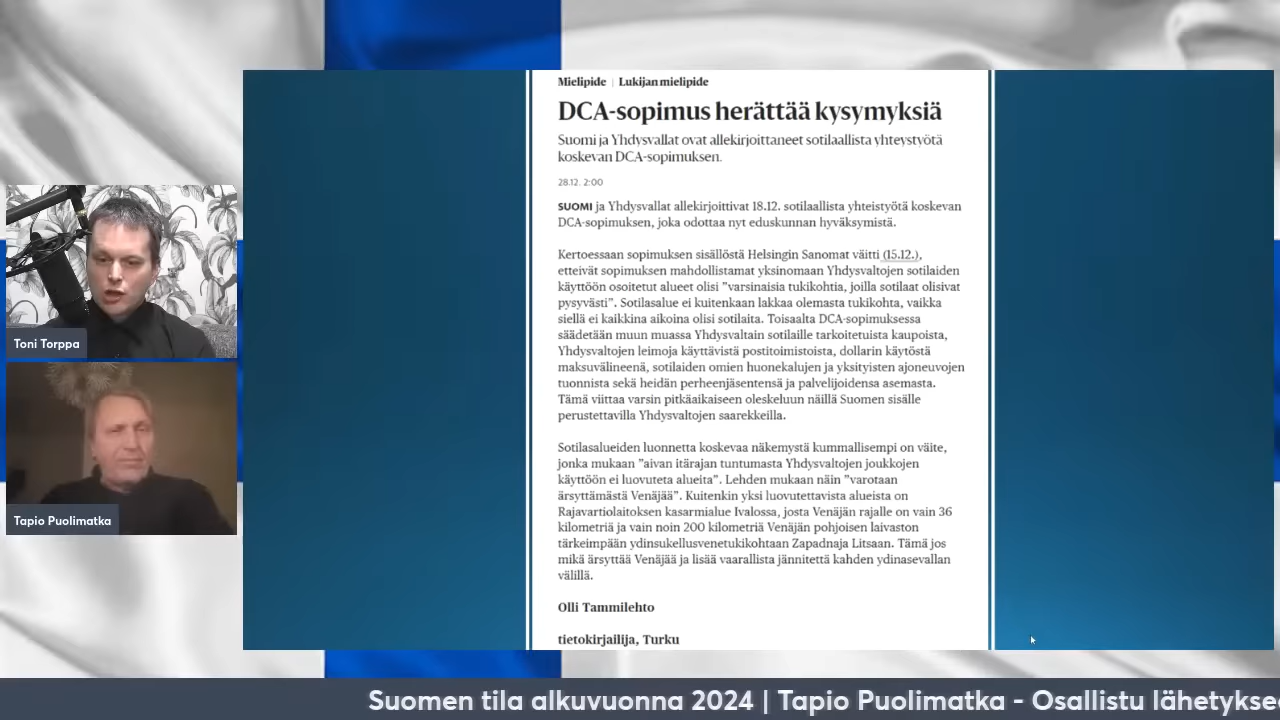 Mielipide | Lukijan mielipide
DCA-sopimus herättää kysymyksiä
Suomi ja Yhdysvallat ovat allekirjoittaneet sotilaallista yhteystyötä
koskevan DCA-sopimuksen.
28.12. 2:00
SUOMI ja Yhdysvallat allekirjoittivat 18.12. sotilaallista yhteistyötä koskevan
DCA-sopimuksen, joka odottaa nyt eduskunnan hyväksymistä.
Kertoessaan sopimuksen sisällöstä Helsingin Sanomat väitti (15.12.),
etteivät sopimuksen mahdollistamat yksinomaan Yhdysvaltojen sotilaiden
käyttöön osoitetut alueet olisi ”varsinaisia tukikohtia, joilla sotilaat olisivat
pysyvästi”. Sotilasalue ei kuitenkaan lakkaa olemasta tukikohta, vaikka
siellä ei kaikkina aikoina olisi sotilaita. Toisaalta DCA-sopimuksessa
säädetään muun muassa Yhdysvaltain sotilaille tarkoitetuista kaupoista,
Yhdysvaltojen leimoja käyttävistä postitoimistoista, dollarin käytöstä
maksuvälineenä, sotilaiden omien huonekalujen ja yksityisten ajoneuvojen
tuonnista sekä heidän perheenjäsentensä ja palvelijoidensa asemasta.
Tämä viittaa varsin pitkäaikaiseen oleskeluun näillä Suomen sisälle
perustettavilla Yhdysvaltojen saarekkeilla.
Sotilasalueiden luonnetta koskevaa näkemystä kummallisempi on väite,
jonka mukaan ”aivan itärajan tuntumasta Yhdysvaltojen joukkojen
käyttöön ei luovuteta alueita”. Lehden mukaan näin ”varotaan
ärsyttämästä Venäjää”. Kuitenkin yksi luovutettavista alueista on
Rajavartiolaitoksen kasarmialue Ivalossa, josta Venäjän rajalle on vain 36
kilometriä ja vain noin 200 kilometriä Venäjän pohjoisen laivaston
tärkeimpään ydinsukellusvenetukikohtaan Zapadnaja Litsaan. Tämä jos
mikä ärsyttää Venäjää ja lisää vaarallista jännitettä kahden ydinasevallan
välillä.
Olli Tammilehto
tietokirjailija, Turku
Toni Torppa
Tapio Puolimatka
Suomen tila alkuvuonna 2024 | Tapio Puolimatka - Osallistu lähetykse